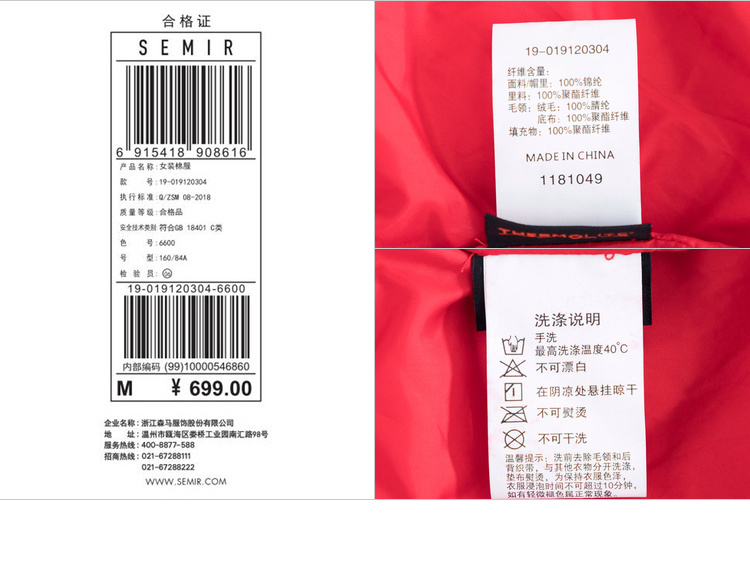 合格证
SEMIR
6 915418 908616
产品名称:女装棉服
款 号:19-019120304
执行标准:Q/ZSM 08-2018
质量等级:合格品
安全技术类别 符合GB 18401 C类
色 号:6600
号 型:160/84A
检 验 员:06
19-019120304-6600
内部编码 (99)10000546860
M ¥ 699.00
企业名称:浙江森马服饰股份有限公司
地 址:温州市瓯海区娄桥工业园南汇路98号
服务热线:400-8877-588
招商热线:021-67288111
021-67288222
WWW.SEMIR.COM
19-019120304
纤维含量:
面料/帽里:100%锦纶
里料:100%聚酯纤维
毛领:绒毛:100%腈纶
底布:100%聚酯纤维
填充物:100%聚酯纤维
MADE IN CHINA
1181049
THERMOLITE
洗涤说明
手洗
最高洗涤温度40°C
不可漂白
在阴凉处悬挂晾干
不可熨烫
不可干洗
温馨提示:洗前去除毛领和后
背织带,与其他衣物分开洗涤,
垫布熨烫,为保持衣服色泽,
衣服浸泡时间不可超过10分钟,
如有轻微褪色属正常现象。